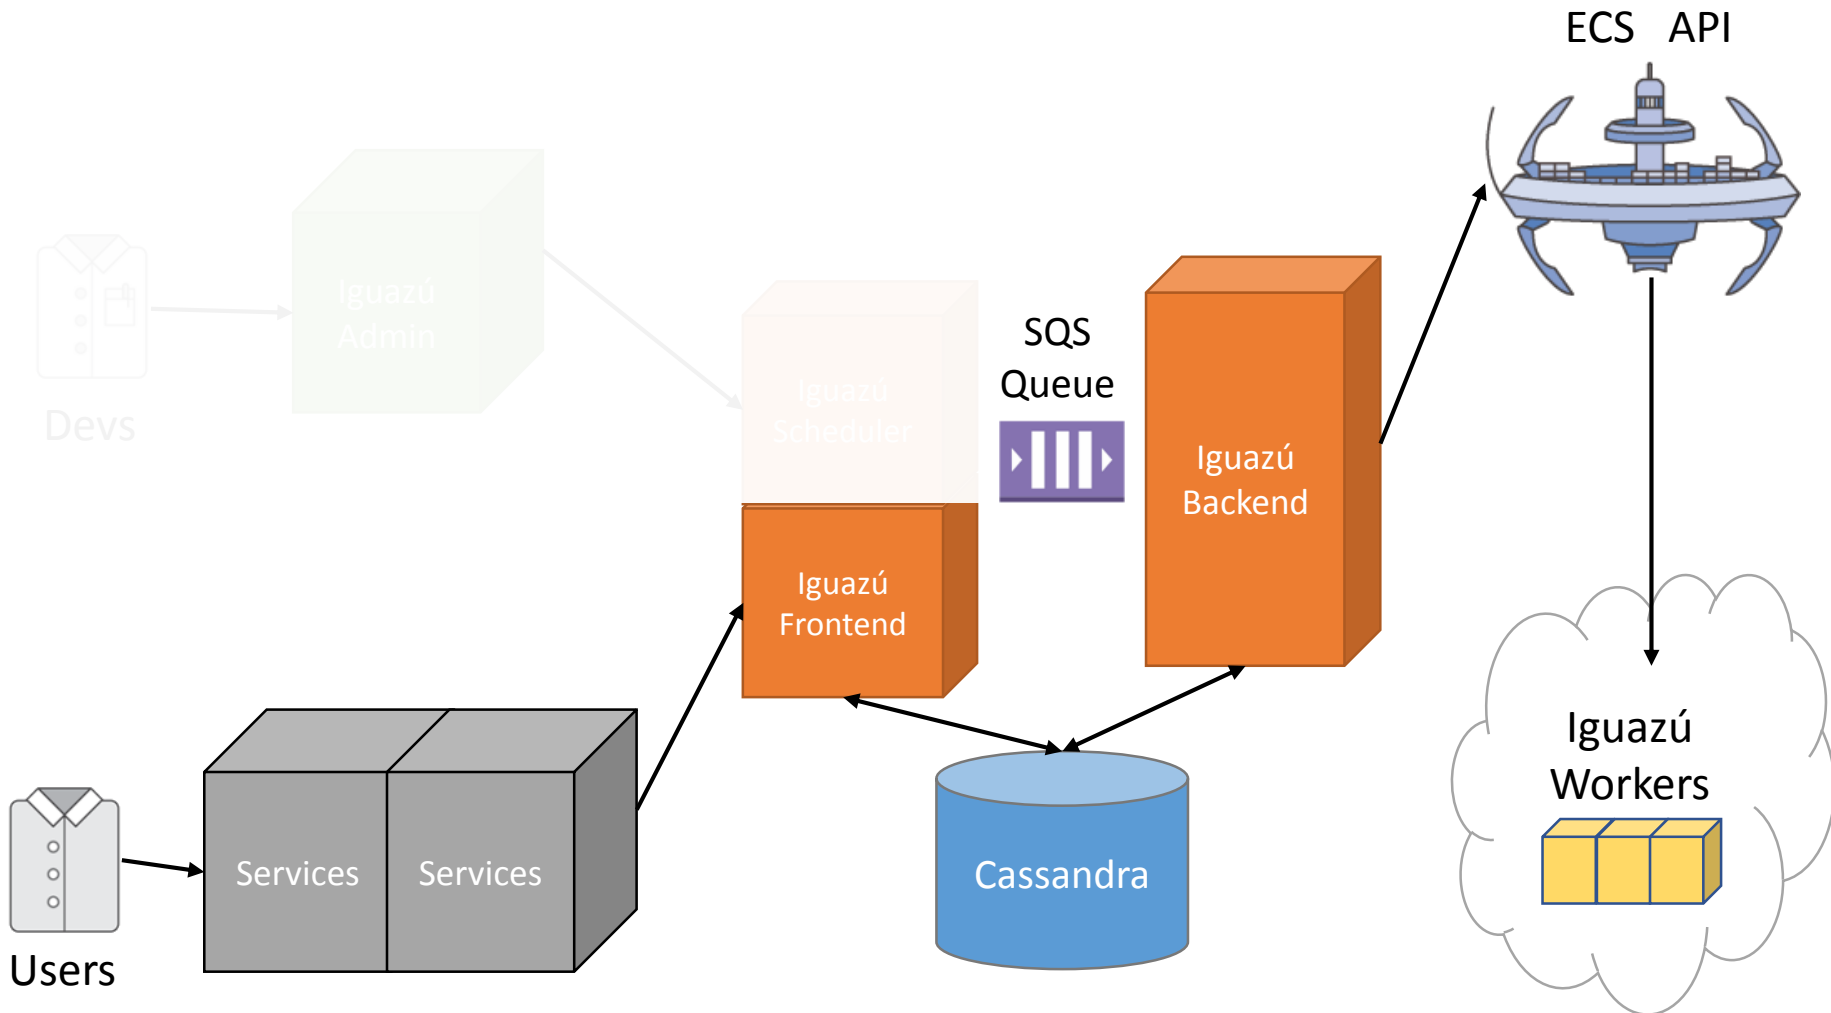 ECS API
Iguazú
Admin
Devs
Iguazú
Scheduler
SQS
Queue
Iguazú
Backend
Iguazú
Frontend
Services
Services
Users
Cassandra
Iguazú
Workers